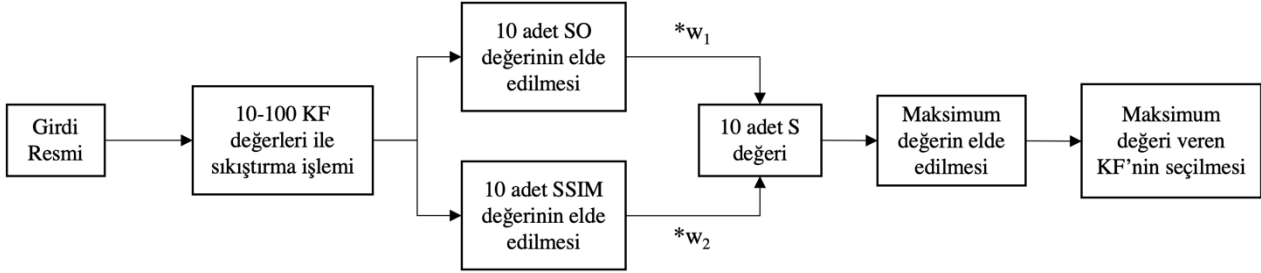 Girdi
Resmi
10-100 KF
değerleri ile
sıkıştırma işlemi
10 adet SO
değerinin elde
edilmesi
*w₁
10 adet SSIM
değerinin elde
edilmesi
*w₂
10 adet S
değeri
Maksimum
değerin elde
edilmesi
Maksimum
değeri veren
KF'nin seçilmesi